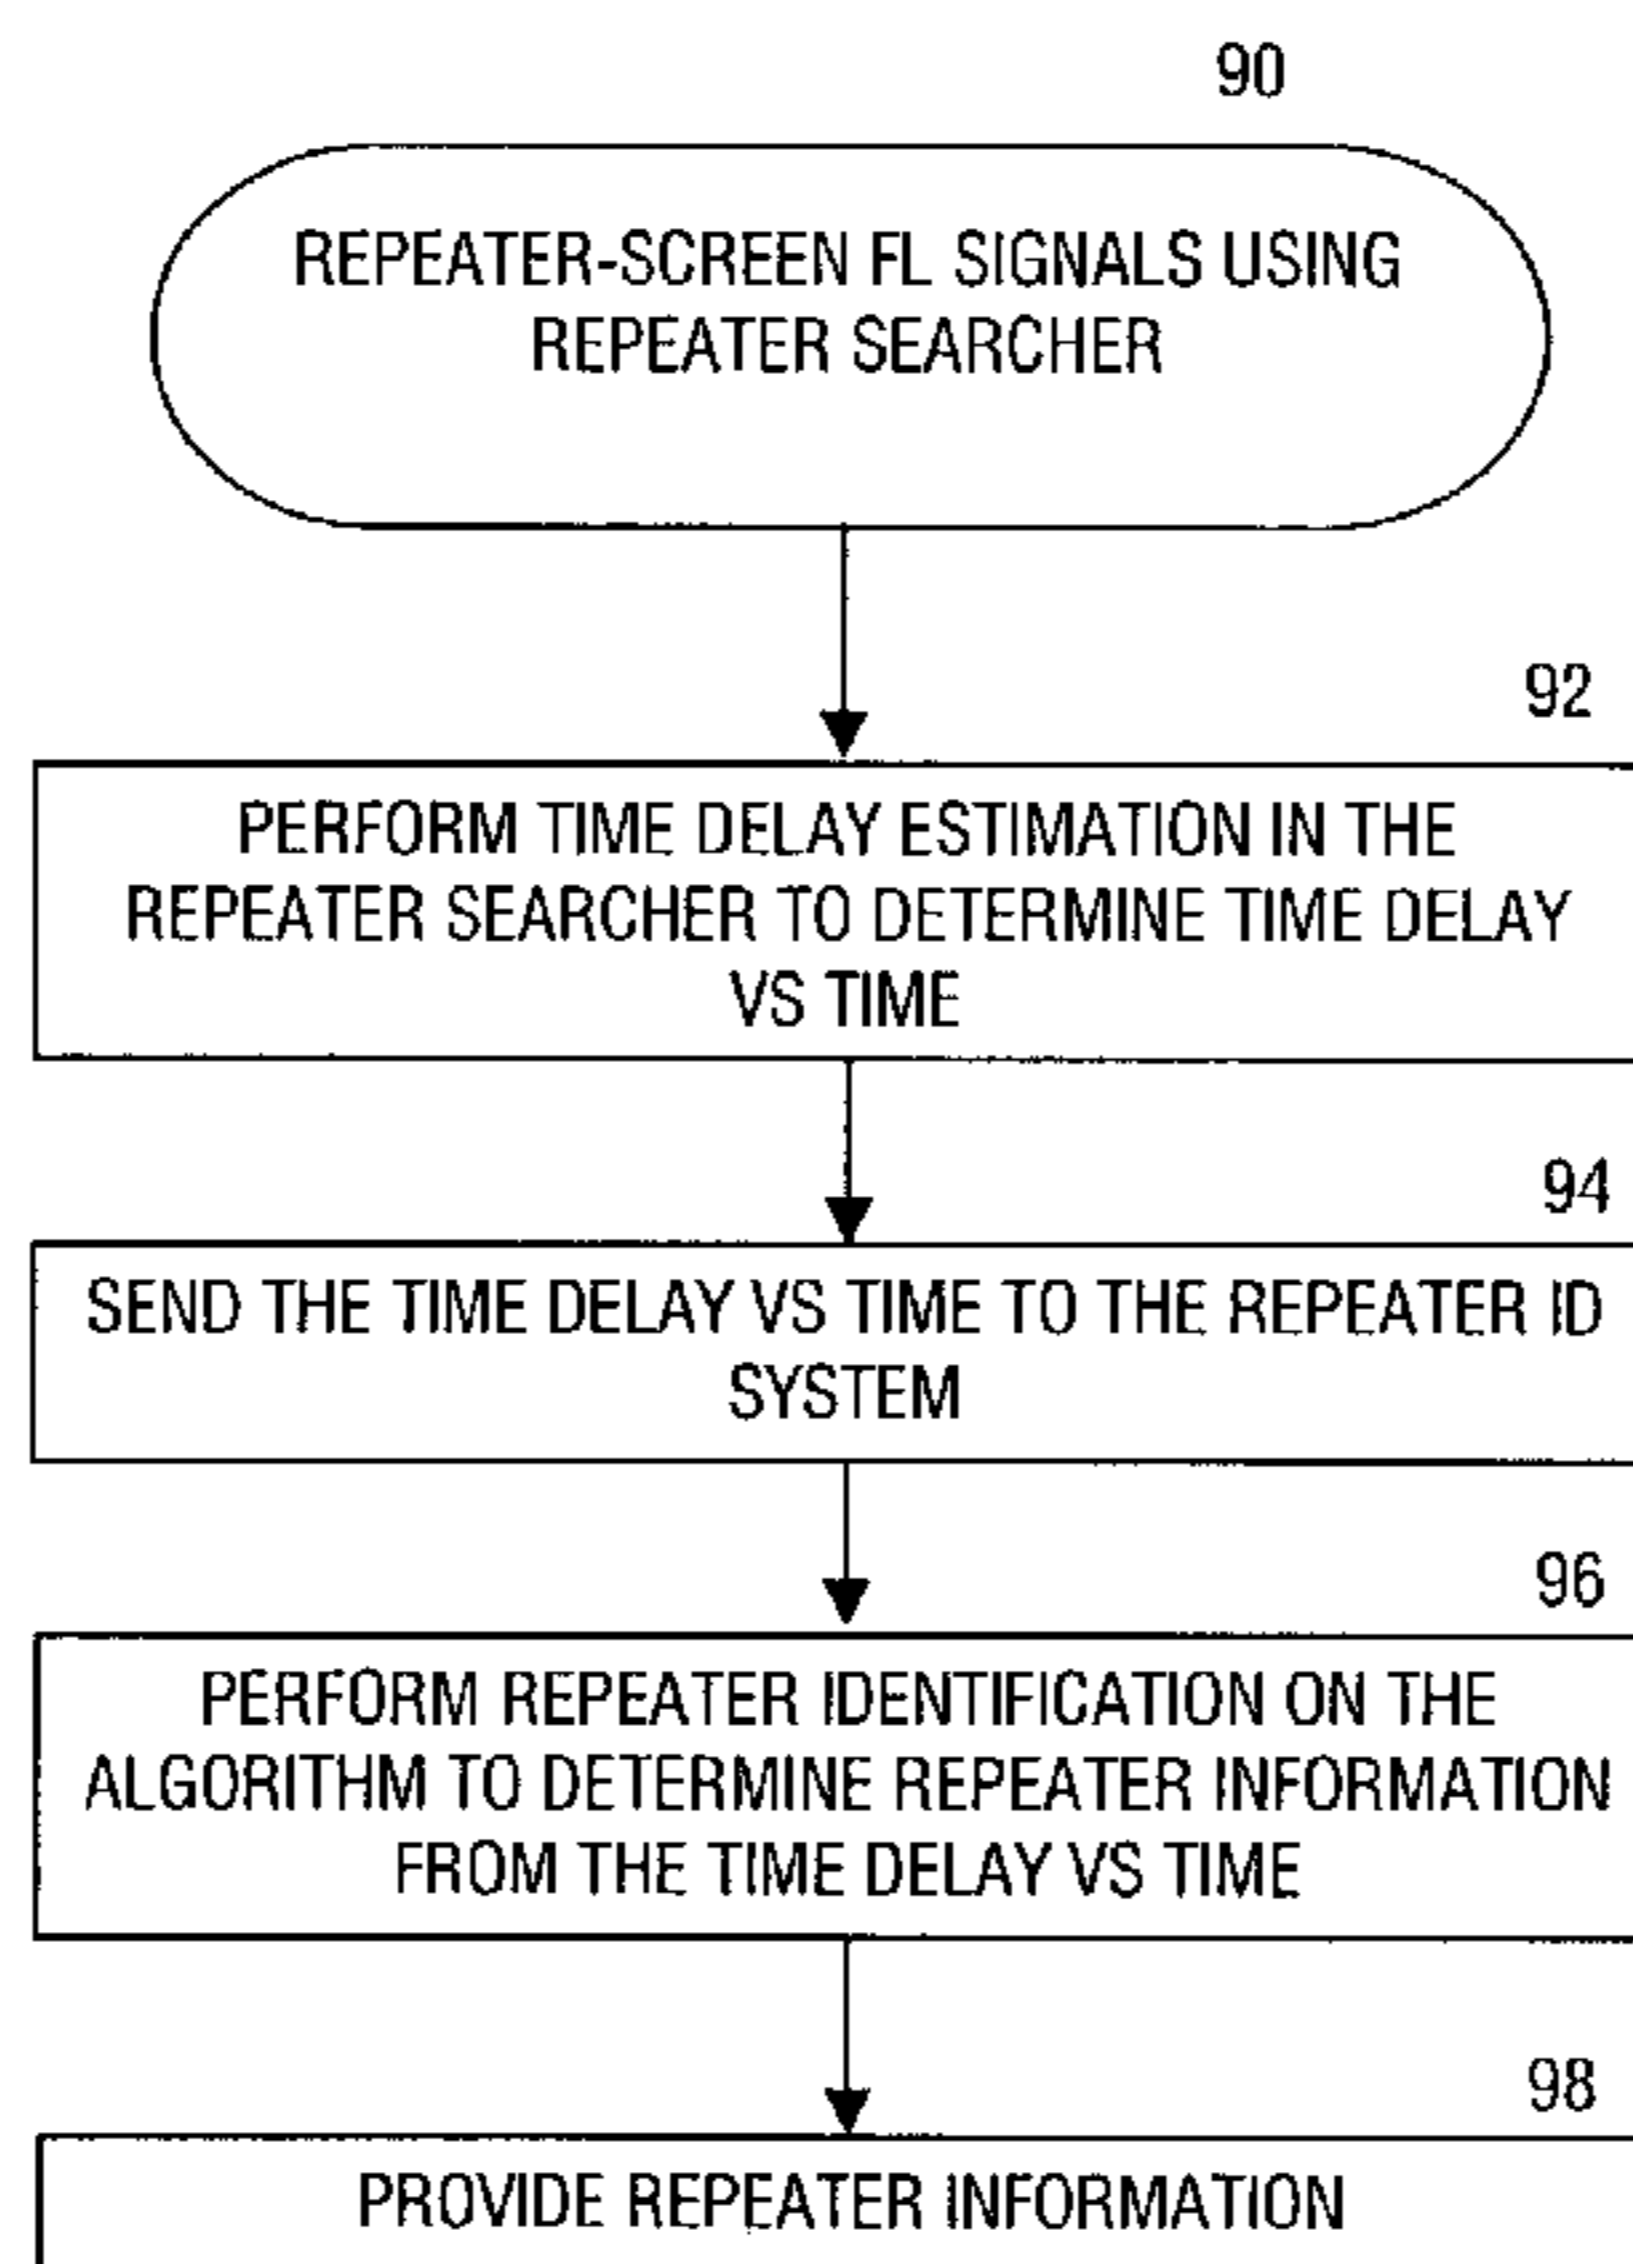 90
REPEATER-SCREEN FL SIGNALS USING
REPEATER SEARCHER
92
PERFORM TIME DELAY ESTIMATION IN THE
REPEATER SEARCHER TO DETERMINE TIME DELAY
VS TIME
94
SEND THE TIME DELAY VS TIME TO THE REPEATER ID
SYSTEM
96
PERFORM REPEATER IDENTIFICATION ON THE
ALGORITHM TO DETERMINE REPEATER INFORMATION
FROM THE TIME DELAY VS TIME
98
PROVIDE REPEATER INFORMATION